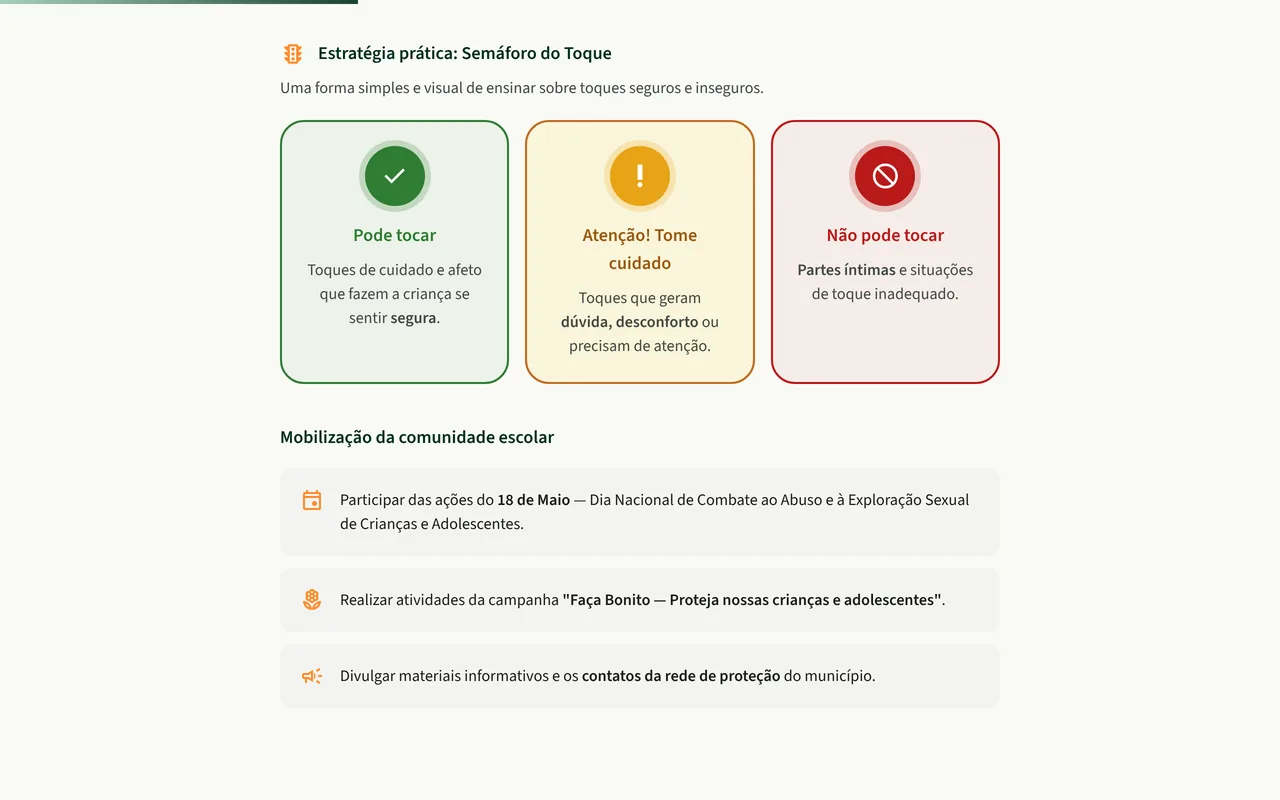 Estratégia prática: Semáforo do Toque
Uma forma simples e visual de ensinar sobre toques seguros e inseguros.
Pode tocar
Toques de cuidado e afeto
que fazem a criança se
sentir segura.
Atenção! Tome
cuidado
Toques que geram
dúvida, desconforto ou
precisam de atenção.
Não pode tocar
Partes íntimas e situações
de toque inadequado.
Mobilização da comunidade escolar
Participar das ações do 18 de Maio — Dia Nacional de Combate ao Abuso e à Exploração Sexual
de Crianças e Adolescentes.
Realizar atividades da campanha "Faça Bonito — Proteja nossas crianças e adolescentes".
Divulgar materiais informativos e os contatos da rede de proteção do município.